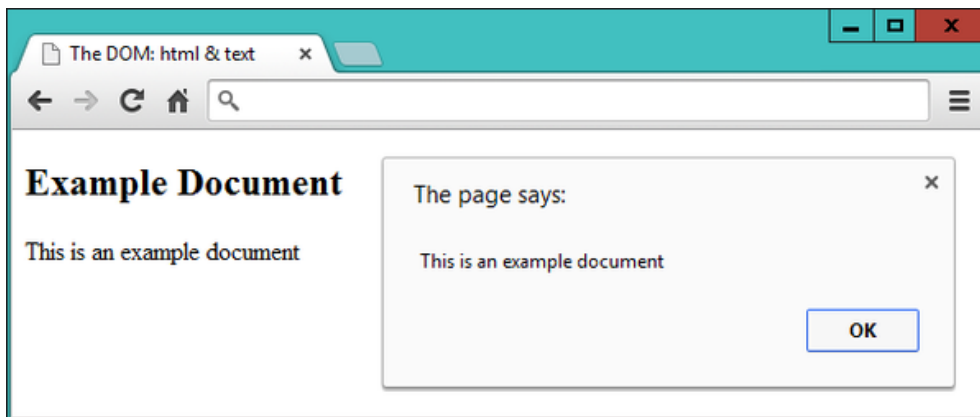 The DOM: html & text
Example Document
This is an example document
The page says:
This is an example document
OK